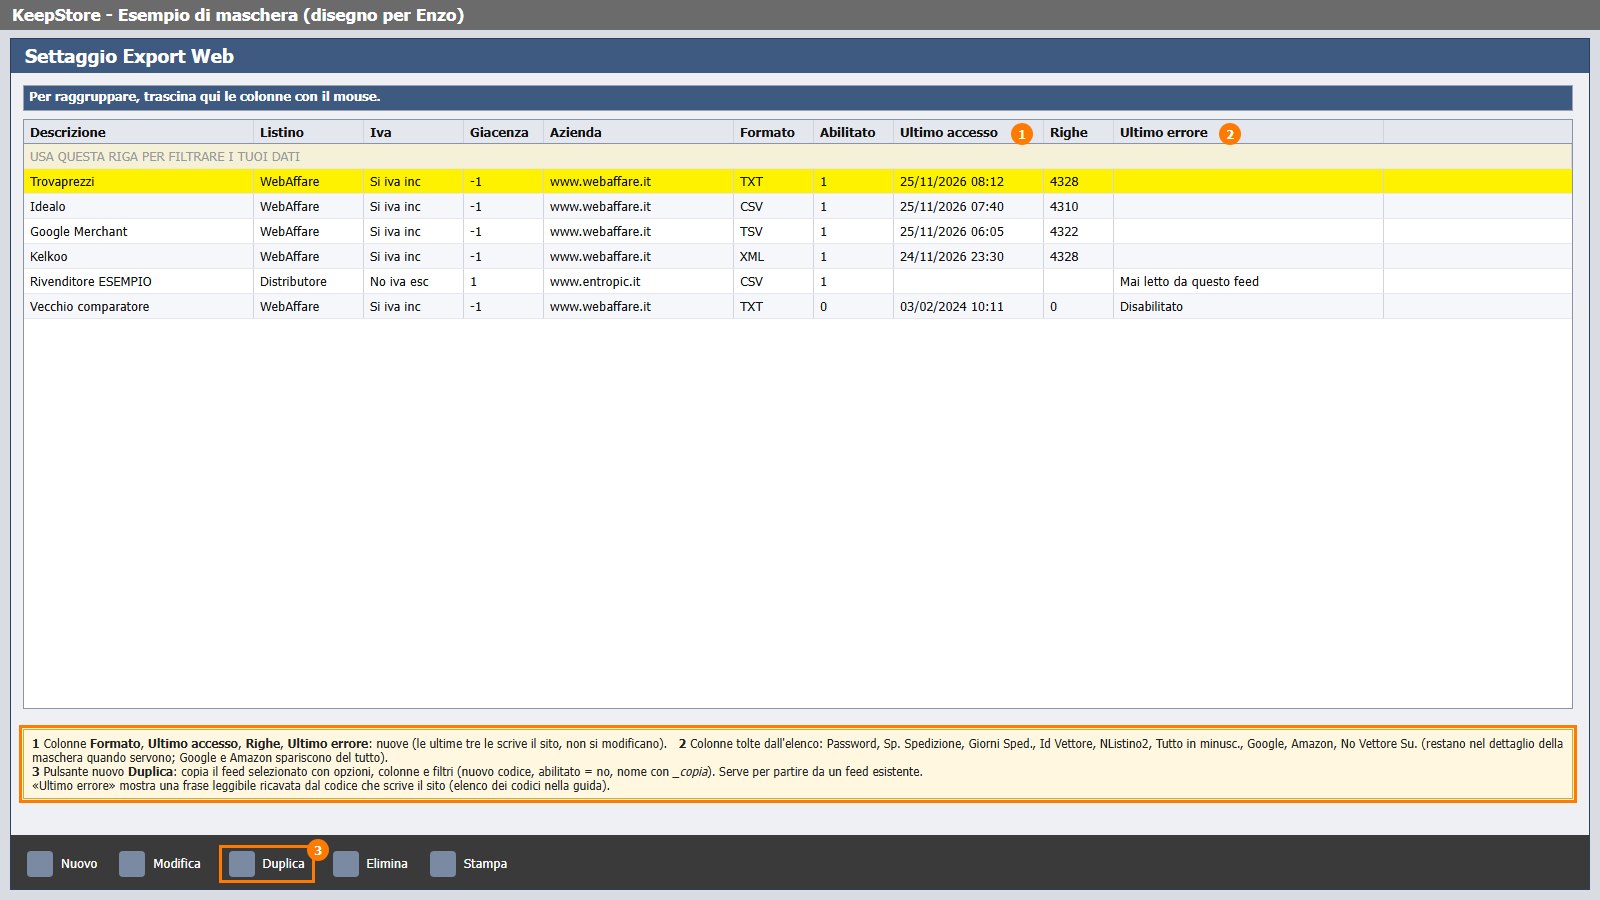 KeepStore - Esempio di maschera (disegno per Enzo)
Settaggio Export Web
Per raggruppare, trascina qui le colonne con il mouse.
Descrizione Listino Iva Giacenza Azienda Formato Abilitato Ultimo accesso 1 Righe Ultimo errore 2
USA QUESTA RIGA PER FILTRARE I TUOI DATI
Trovaprezzi WebAffare Si iva inc -1 www.webaffare.it TXT 1 25/11/2026 08:12 4328
Idealo WebAffare Si iva inc -1 www.webaffare.it CSV 1 25/11/2026 07:40 4310
Google Merchant WebAffare Si iva inc -1 www.webaffare.it TSV 1 25/11/2026 06:05 4322
Kelkoo WebAffare Si iva inc -1 www.webaffare.it XML 1 24/11/2026 23:30 4328
Rivenditore ESEMPIO Distributore No iva esc 1 www.entropic.it CSV 1 Mai letto da questo feed
Vecchio comparatore WebAffare Si iva inc -1 www.webaffare.it TXT 0 03/02/2024 10:11 0 Disabilitato
1 Colonne Formato, Ultimo accesso, Righe, Ultimo errore: nuove (le ultime tre le scrive il sito, non si modificano). 2 Colonne tolte dall'elenco: Password, Sp. Spedizione, Giorni Sped., Id Vettore, NListino2, Tutto in minusc., Google, Amazon, No Vettore Su. (restano nel dettaglio della
maschera quando servono; Google e Amazon spariscono del tutto).
3 Pulsante nuovo Duplica: copia il feed selezionato con opzioni, colonne e filtri (nuovo codice, abilitato = no, nome con _copia). Serve per partire da un feed esistente.
«Ultimo errore» mostra una frase leggibile ricavata dal codice che scrive il sito (elenco dei codici nella guida).
Nuovo Modifica Duplica 3 Elimina Stampa